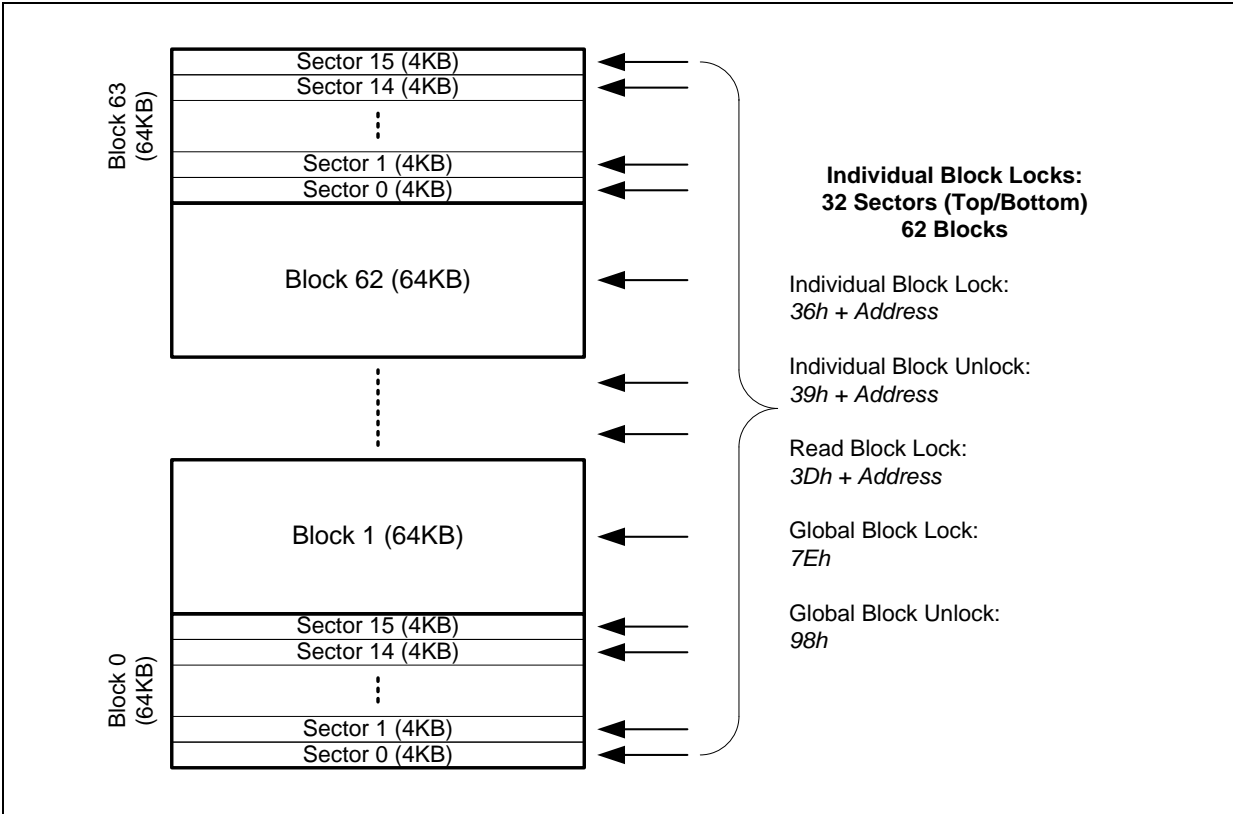 Block 63
(64KB)
Sector 15 (4KB)
Sector 14 (4KB)
Sector 1 (4KB)
Sector 0 (4KB)
Block 62 (64KB)
Block 1 (64KB)
Block 0
(64KB)
Sector 15 (4KB)
Sector 14 (4KB)
Sector 1 (4KB)
Sector 0 (4KB)
Individual Block Locks:
32 Sectors (Top/Bottom)
62 Blocks
Individual Block Lock:
36h + Address
Individual Block Unlock:
39h + Address
Read Block Lock:
3Dh + Address
Global Block Lock:
7Eh
Global Block Unlock:
98h